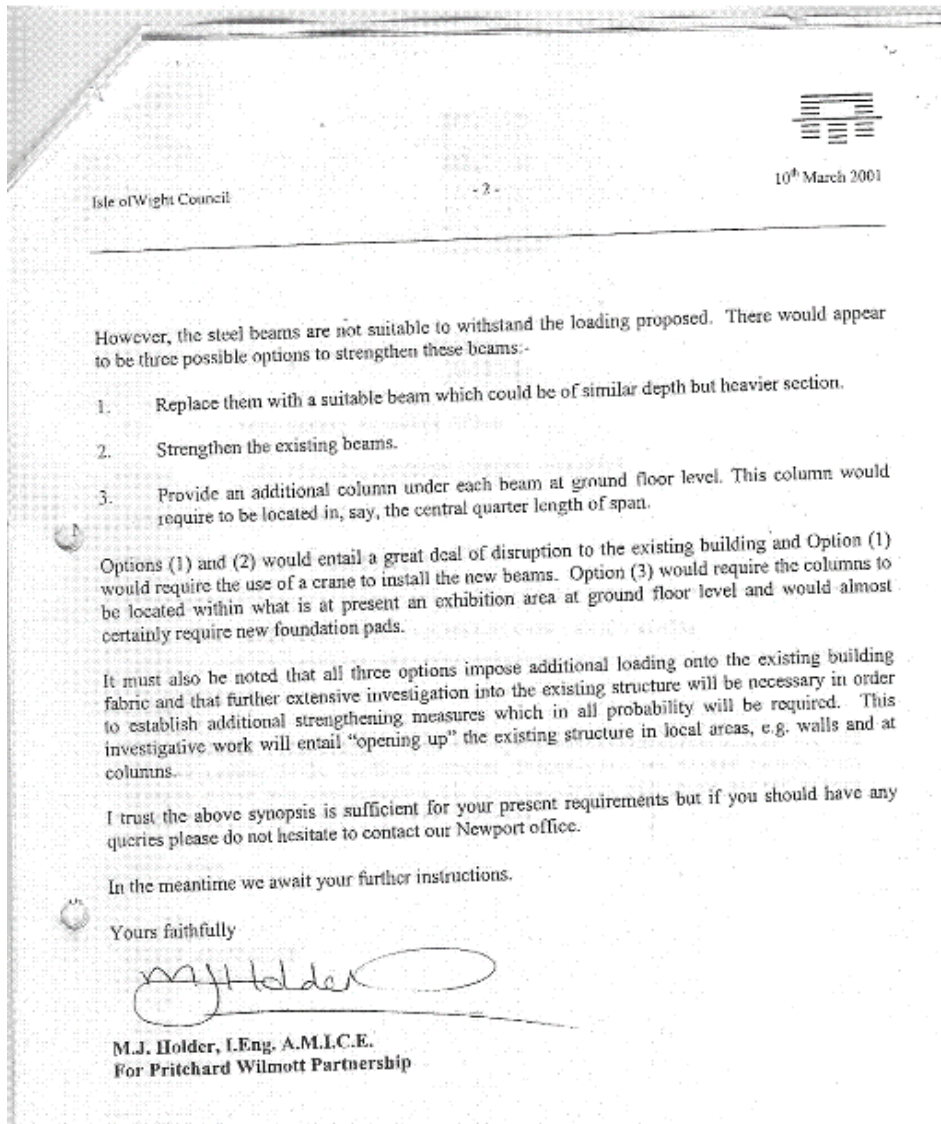 Isle of Wight Council
- 2 -
10th March 2001
However, the steel beams are not suitable to withstand the loading proposed. There would appear
to be three possible options to strengthen these beams:-
1. Replace them with a suitable beam which could be of similar depth but heavier section.
2. Strengthen the existing beams.
3. Provide an additional column under each beam at ground floor level. This column would
require to be located in, say, the central quarter length of span.
Options (1) and (2) would entail a great deal of disruption to the existing building and Option (1)
would require the use of a crane to install the new beams. Option (3) would require the columns to
be located within what is at present an exhibition area at ground floor level and would almost
certainly require new foundation pads.
It must also be noted that all three options impose additional loading onto the existing building
fabric and that further extensive investigation into the existing structure will be necessary in order
to establish additional strengthening measures which in all probability will be required. This
investigative work will entail "opening up" the existing structure in local areas, e.g. walls and at
columns.
I trust the above synopsis is sufficient for your present requirements but if you should have any
queries please do not hesitate to contact our Newport office.
In the meantime we await your further instructions.
Yours faithfully
MJHolder
M.J. Holder, I.Eng. A.M.I.C.E.
For Pritchard Wilmott Partnership